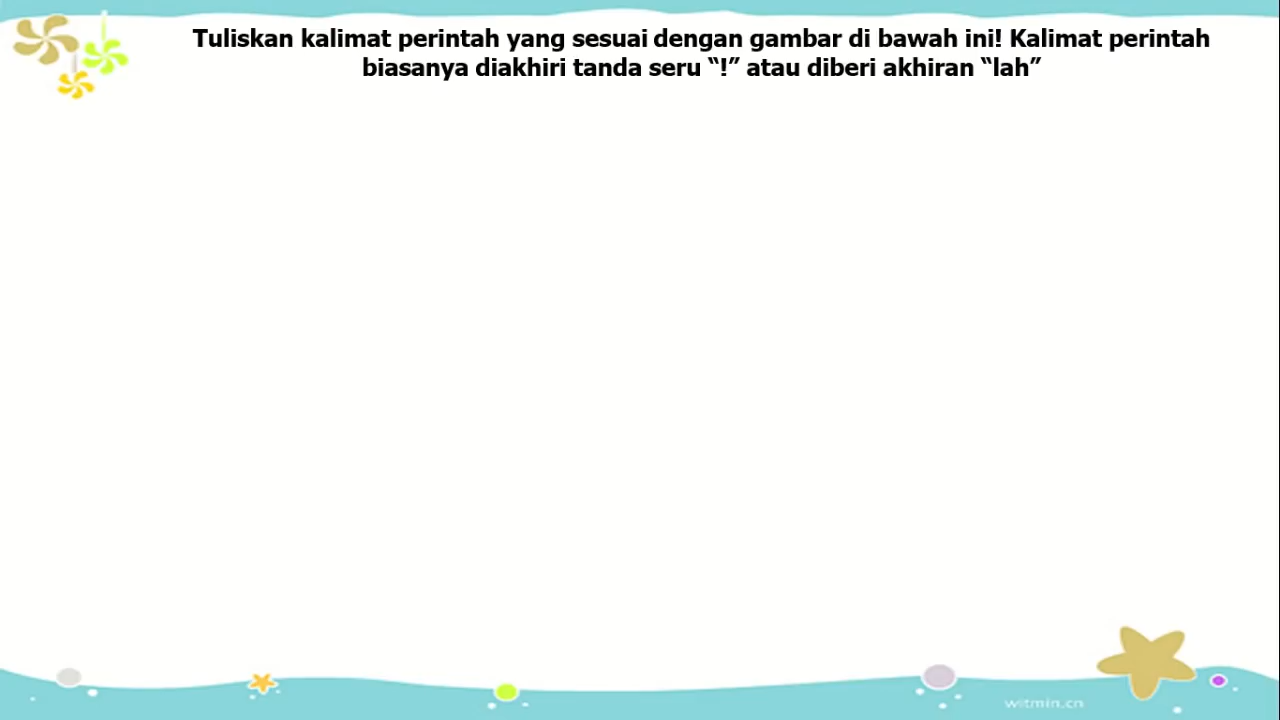 Tuliskan kalimat perintah yang sesuai dengan gambar di bawah ini! Kalimat perintah
biasanya diakhiri tanda seru “!” atau diberi akhiran “lah”
witmin.cn